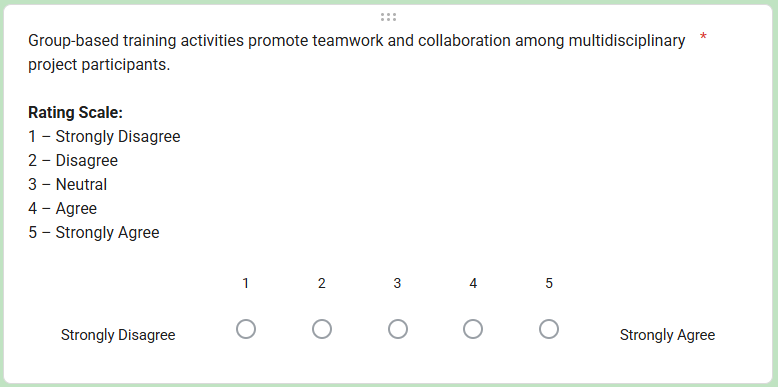 Group-based training activities promote teamwork and collaboration among multidisciplinary *
project participants.
Rating Scale:
1 – Strongly Disagree
2 – Disagree
3 – Neutral
4 – Agree
5 – Strongly Agree
1 2 3 4 5
Strongly Disagree Strongly Agree